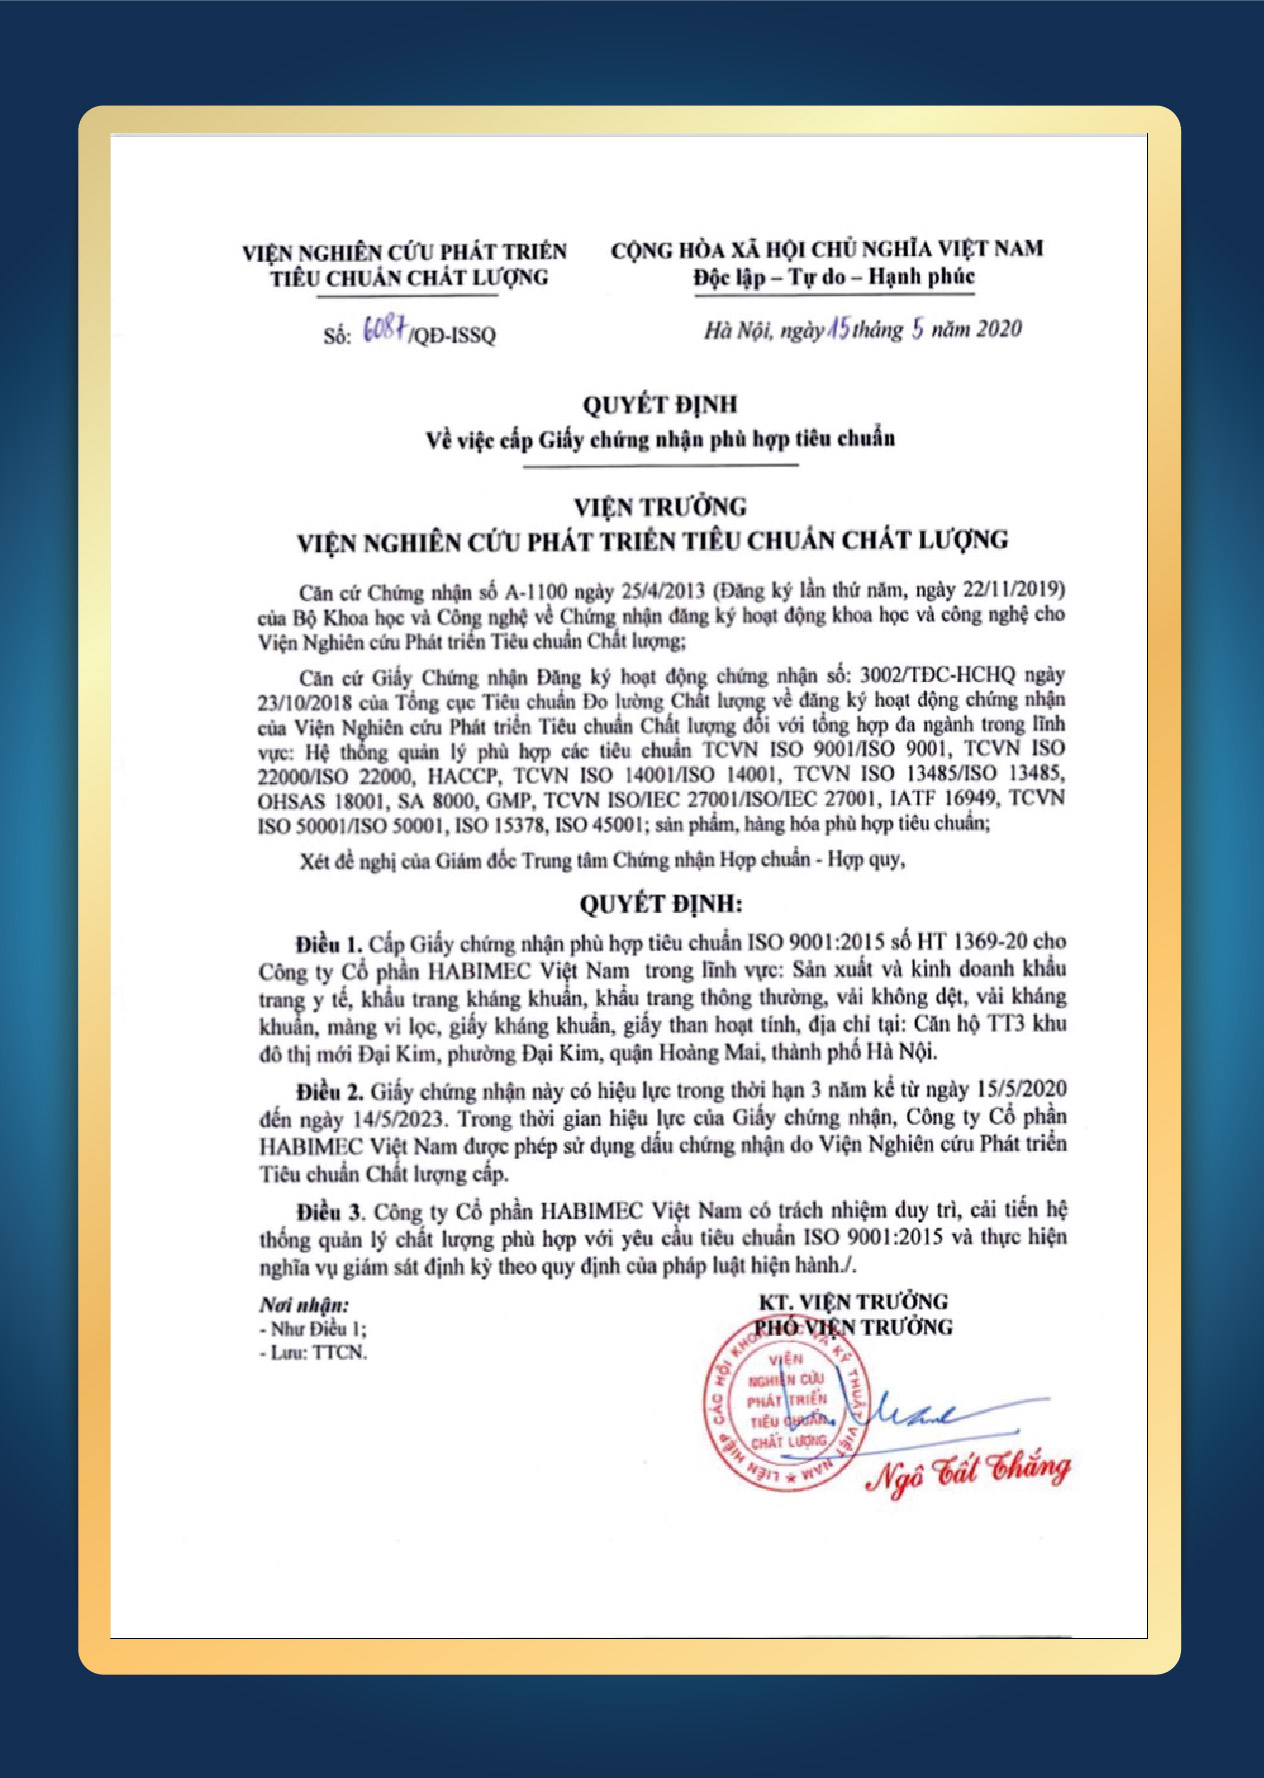 VIỆN NGHIÊN CỨU PHÁT TRIỂN
TIÊU CHUẨN CHẤT LƯỢNG
CỘNG HÒA XÃ HỘI CHỦ NGHĨA VIỆT NAM
Độc lập – Tự do – Hạnh phúc
Số: 6087/QĐ-ISSQ
Hà Nội, ngày 15 tháng 5 năm 2020
QUYẾT ĐỊNH
Về việc cấp Giấy chứng nhận phù hợp tiêu chuẩn
VIỆN TRƯỞNG
VIỆN NGHIÊN CỨU PHÁT TRIỂN TIÊU CHUẨN CHẤT LƯỢNG
Căn cứ Chứng nhận số A-1100 ngày 25/4/2013 (Đăng ký lần thứ năm, ngày 22/11/2019)
của Bộ Khoa học và Công nghệ về Chứng nhận đăng ký hoạt động khoa học và công nghệ cho
Viện Nghiên cứu Phát triển Tiêu chuẩn Chất lượng;
Căn cứ Giấy Chứng nhận Đăng ký hoạt động chứng nhận số: 3002/TĐC-HCHQ ngày
23/10/2018 của Tổng cục Tiêu chuẩn Đo lường Chất lượng về đăng ký hoạt động chứng nhận
của Viện Nghiên cứu Phát triển Tiêu chuẩn Chất lượng đối với tổng hợp đa ngành trong lĩnh
vực: Hệ thống quản lý phù hợp các tiêu chuẩn TCVN ISO 9001/ISO 9001, TCVN ISO
22000/ISO 22000, HACCP, TCVN ISO 14001/ISO 14001, TCVN ISO 13485/ISO 13485,
OHSAS 18001, SA 8000, GMP, TCVN ISO/IEC 27001/ISO/IEC 27001, IATF 16949, TCVN
ISO 50001/ISO 50001, ISO 15378, ISO 45001; sản phẩm, hàng hóa phù hợp tiêu chuẩn;
Xét đề nghị của Giám đốc Trung tâm Chứng nhận Hợp chuẩn - Hợp quy,
QUYẾT ĐỊNH:
Điều 1. Cấp Giấy chứng nhận phù hợp tiêu chuẩn ISO 9001:2015 số HT 1369-20 cho
Công ty Cổ phần HABIMEC Việt Nam trong lĩnh vực: Sản xuất và kinh doanh khẩu
trang y tế, khẩu trang kháng khuẩn, khẩu trang thông thường, vải không dệt, vải kháng
khuẩn, màng vi lọc, giấy kháng khuẩn, giấy than hoạt tính, địa chỉ tại: Căn hộ TT3 khu
đô thị mới Đại Kim, phường Đại Kim, quận Hoàng Mai, thành phố Hà Nội.
Điều 2. Giấy chứng nhận này có hiệu lực trong thời hạn 3 năm kể từ ngày 15/5/2020
đến ngày 14/5/2023. Trong thời gian hiệu lực của Giấy chứng nhận, Công ty Cổ phần
HABIMEC Việt Nam được phép sử dụng dấu chứng nhận do Viện Nghiên cứu Phát triển
Tiêu chuẩn Chất lượng cấp.
Điều 3. Công ty Cổ phần HABIMEC Việt Nam có trách nhiệm duy trì, cải tiến hệ
thống quản lý chất lượng phù hợp với yêu cầu tiêu chuẩn ISO 9001:2015 và thực hiện
nghĩa vụ giám sát định kỳ theo quy định của pháp luật hiện hành./.
Nơi nhận:
- Như Điều 1;
- Lưu: TTCN.
KT. VIỆN TRƯỞNG
PHÓ VIỆN TRƯỞNG
LIÊN HIỆP CÁC HỘI KHOA HỌC VÀ KỸ THUẬT VIỆT NAM
VIỆN
NGHIÊN CỨU
PHÁT TRIỂN
TIÊU CHUẨN
CHẤT LƯỢNG
Ngô Tất Thắng